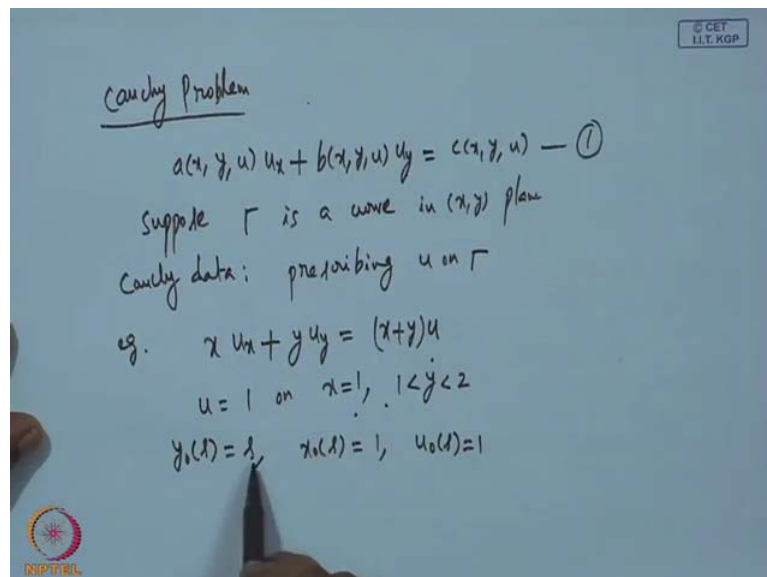 © CET
I.I.T. KGP
Cauchy Problem
a(x, y, u) ux + b(x, y, u) uy = c(x, y, u) — ①
Suppose Γ is a curve in (x, y) plane
Cauchy data: prescribing u on Γ
eg. x ux + y uy = (x+y)u
u = 1 on x=1, 1<y<2
y₀(s) = s, x₀(s) = 1, u₀(s)=1
NPTEL